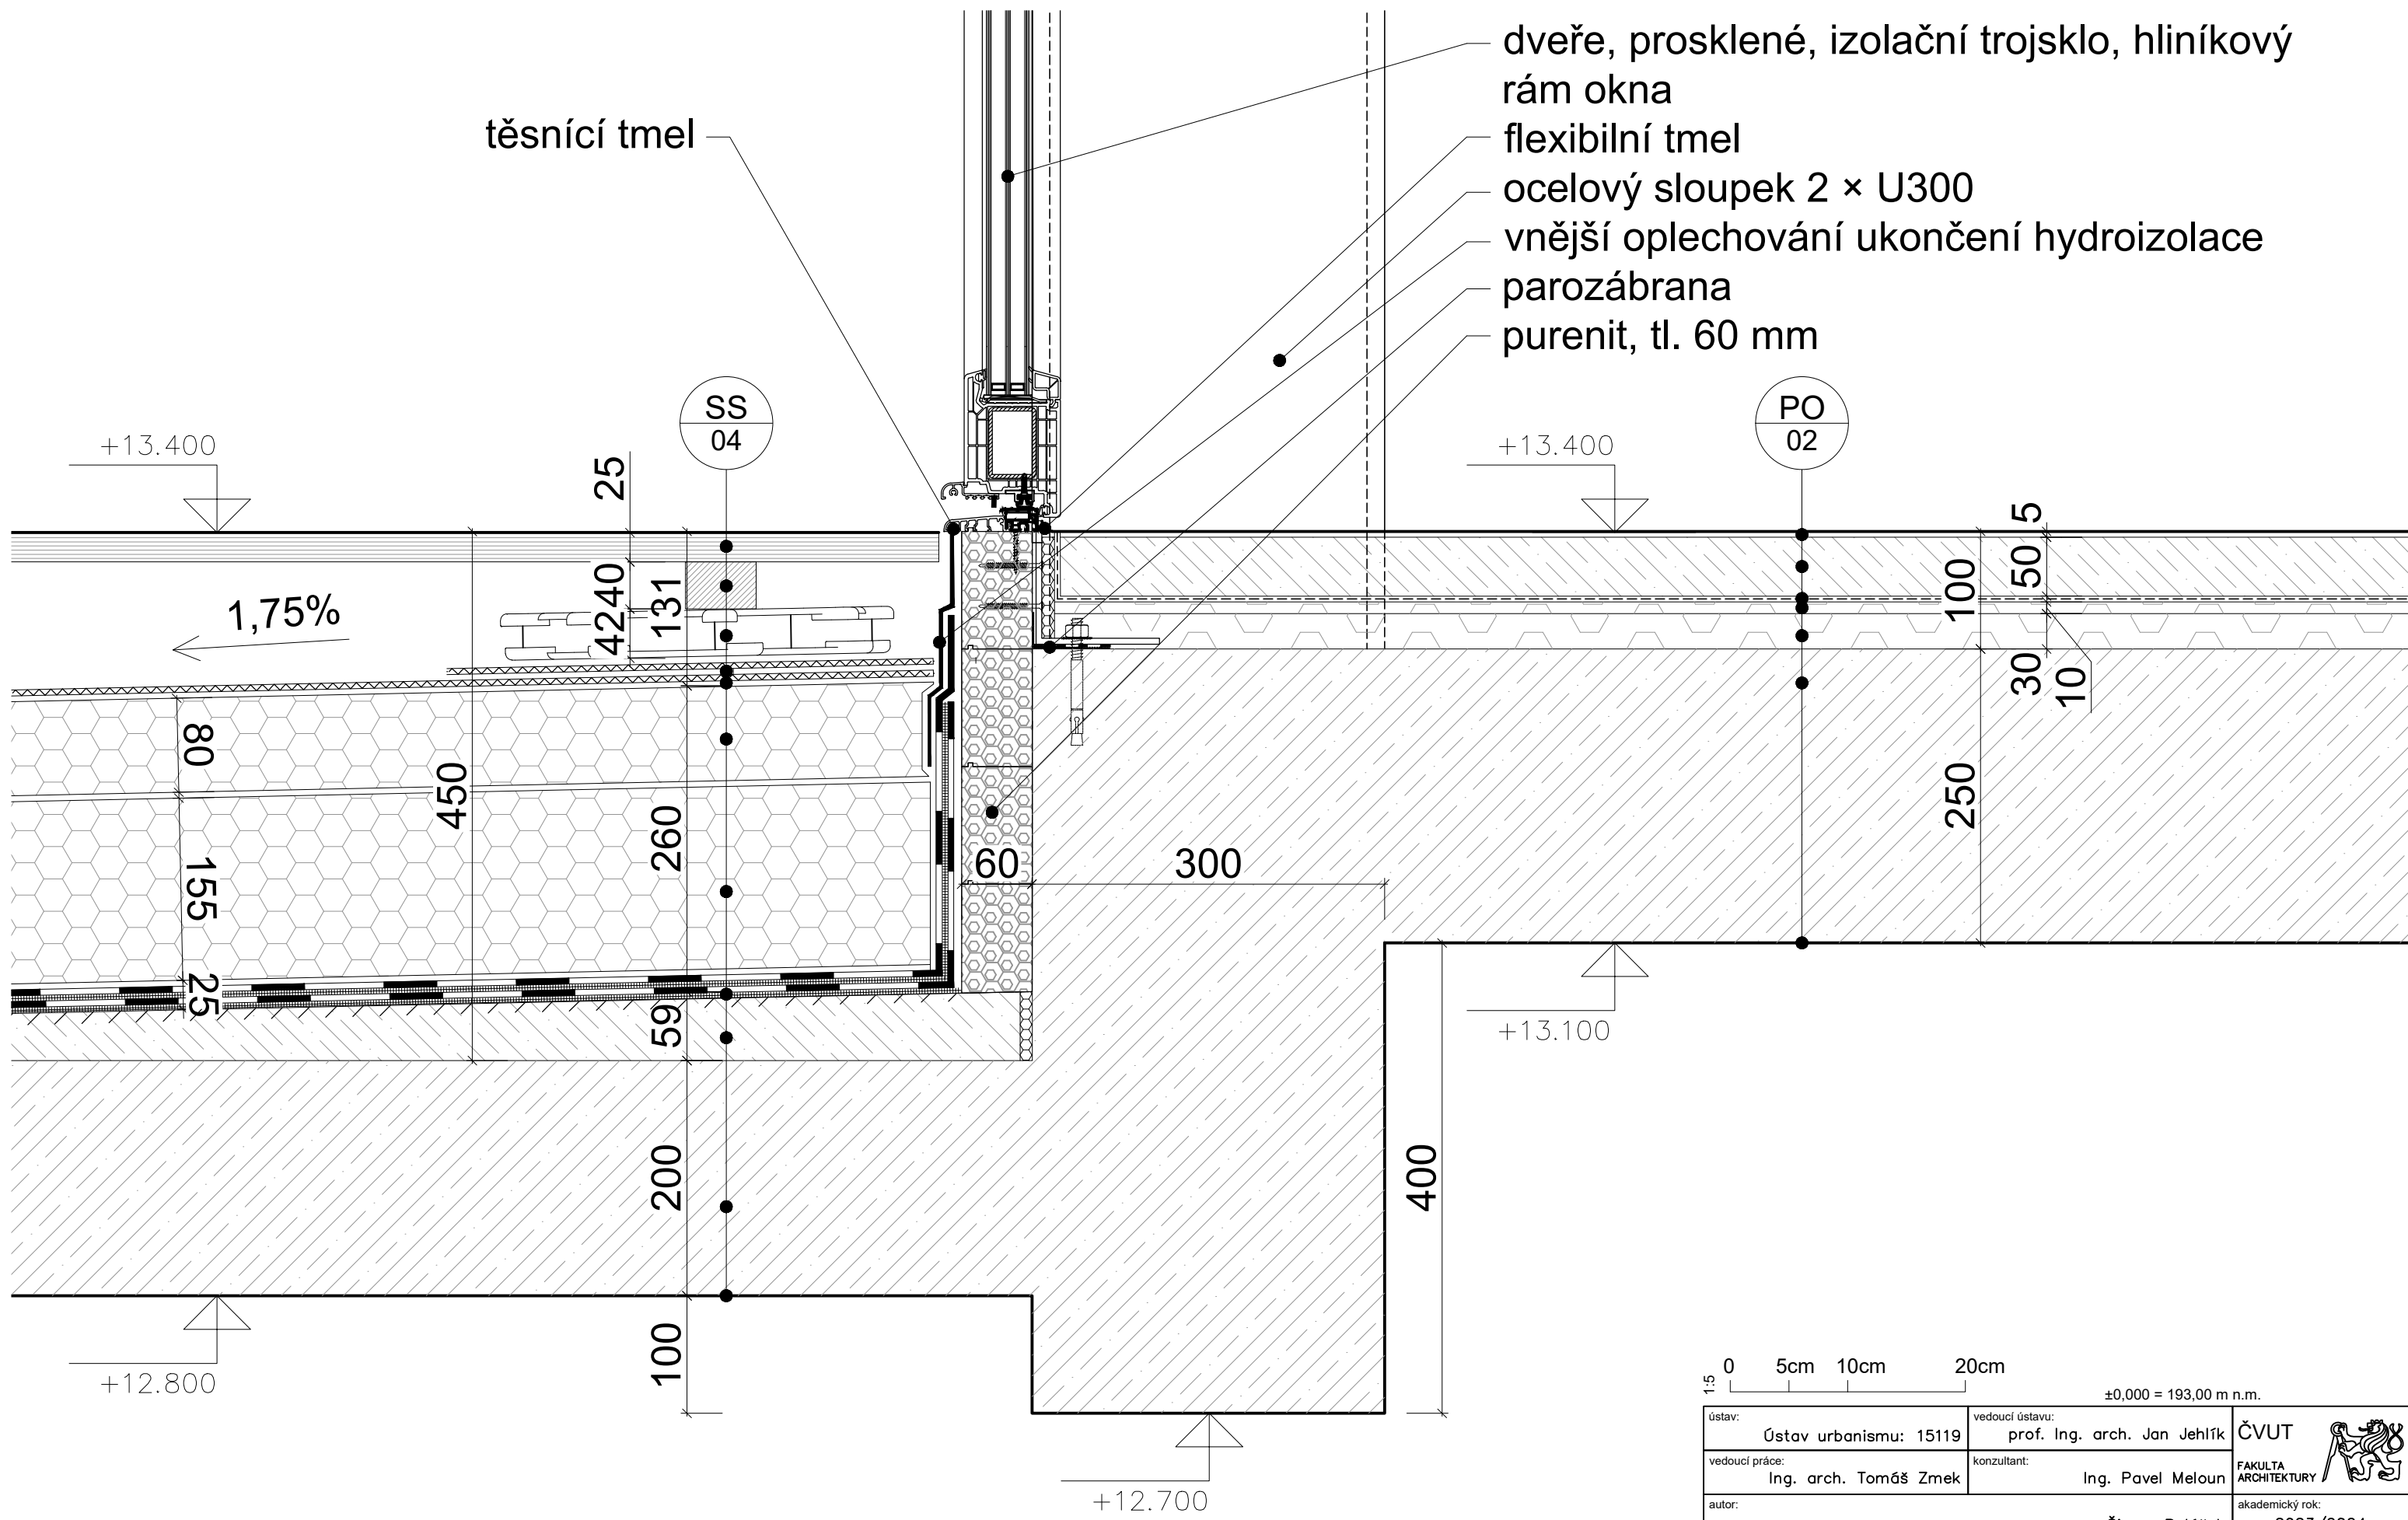 dveře, prosklené, izolační trojsklo, hliníkový
rám okna
těsnící tmel
flexibilní tmel
ocelový sloupek 2 × U300
vnější oplechování ukončení hydroizolace
parozábrana
purenit, tl. 60 mm
SS
04
PO
02
+13.400
+13.400
25
40
42
131
1,75%
5
50
100
30
10
80
450
155
25
260
59
60
300
250
+13.100
200
400
100
+12.800
+12.700
1:5
0 5cm 10cm 20cm
±0,000 = 193,00 m n.m.
ústav:
Ústav urbanismu: 15119
vedoucí ústavu:
prof. Ing. arch. Jan Jehlík
ČVUT
FAKULTA
ARCHITEKTURY
vedoucí práce:
Ing. arch. Tomáš Zmek
konzultant:
Ing. Pavel Meloun
autor:
akademický rok: